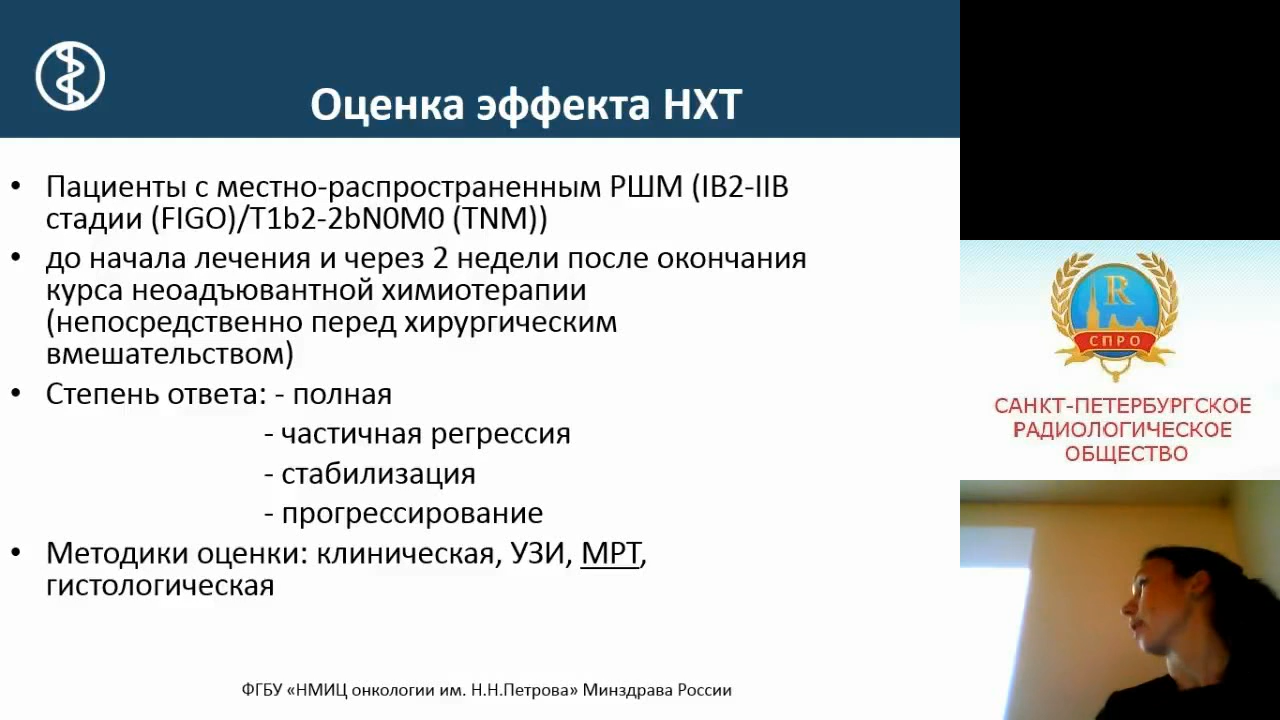 Оценка эффекта НХТ
• Пациенты с местно-распространенным РШМ (IB2-IIB
стадии (FIGO)/T1b2-2bN0M0 (TNM))
• до начала лечения и через 2 недели после окончания
курса неоадъювантной химиотерапии
(непосредственно перед хирургическим
вмешательством)
• Степень ответа: - полная
- частичная регрессия
- стабилизация
- прогрессирование
• Методики оценки: клиническая, УЗИ, МРТ,
гистологическая
ФГБУ «НМИЦ онкологии им. Н.Н.Петрова» Минздрава России
R
СПРО
САНКТ-ПЕТЕРБУРГСКОЕ
РАДИОЛОГИЧЕСКОЕ
ОБЩЕСТВО